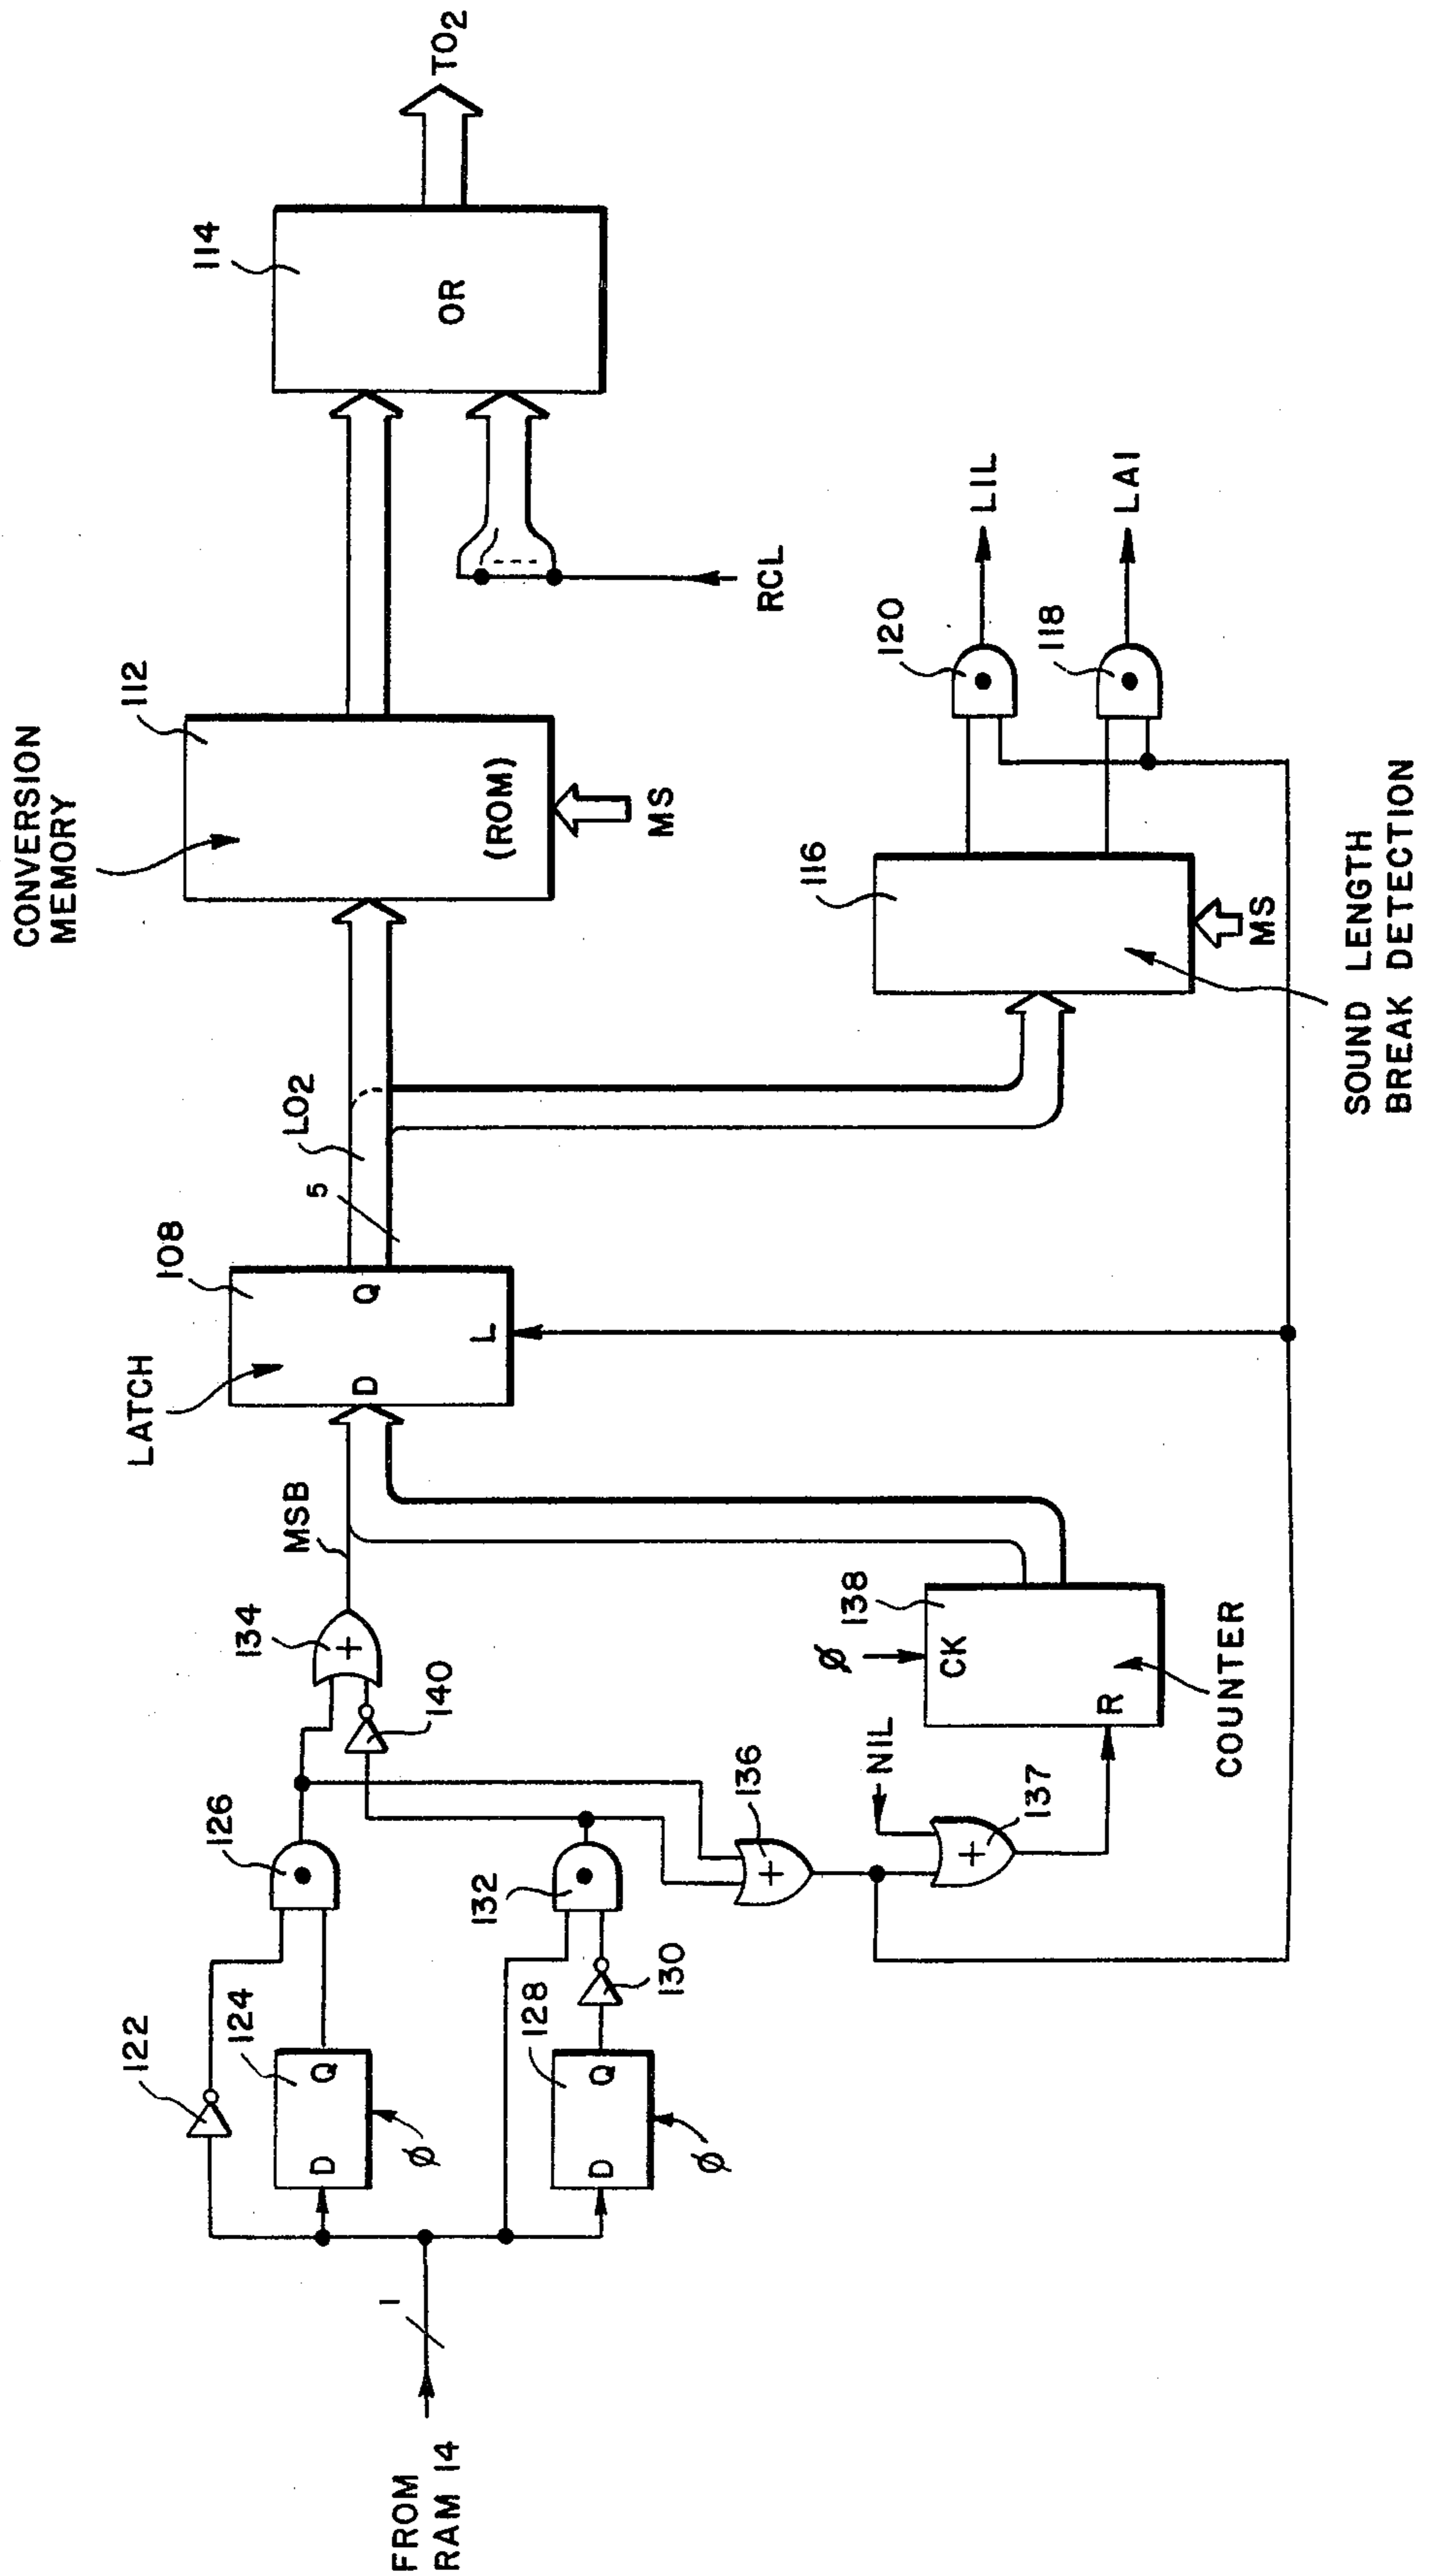 FROM
RAM 14
1
122
D
124
Q
ø
126
D
128
Q
ø
130
132
134
140
MSB
136
NIL
137
ø
CK
138
R
COUNTER
LATCH
108
D
Q
L
5
LO2
CONVERSION
MEMORY
112
(ROM)
MS
116
MS
SOUND LENGTH
BREAK DETECTION
120
118
LIL
LAI
RCL
114
OR
TO2